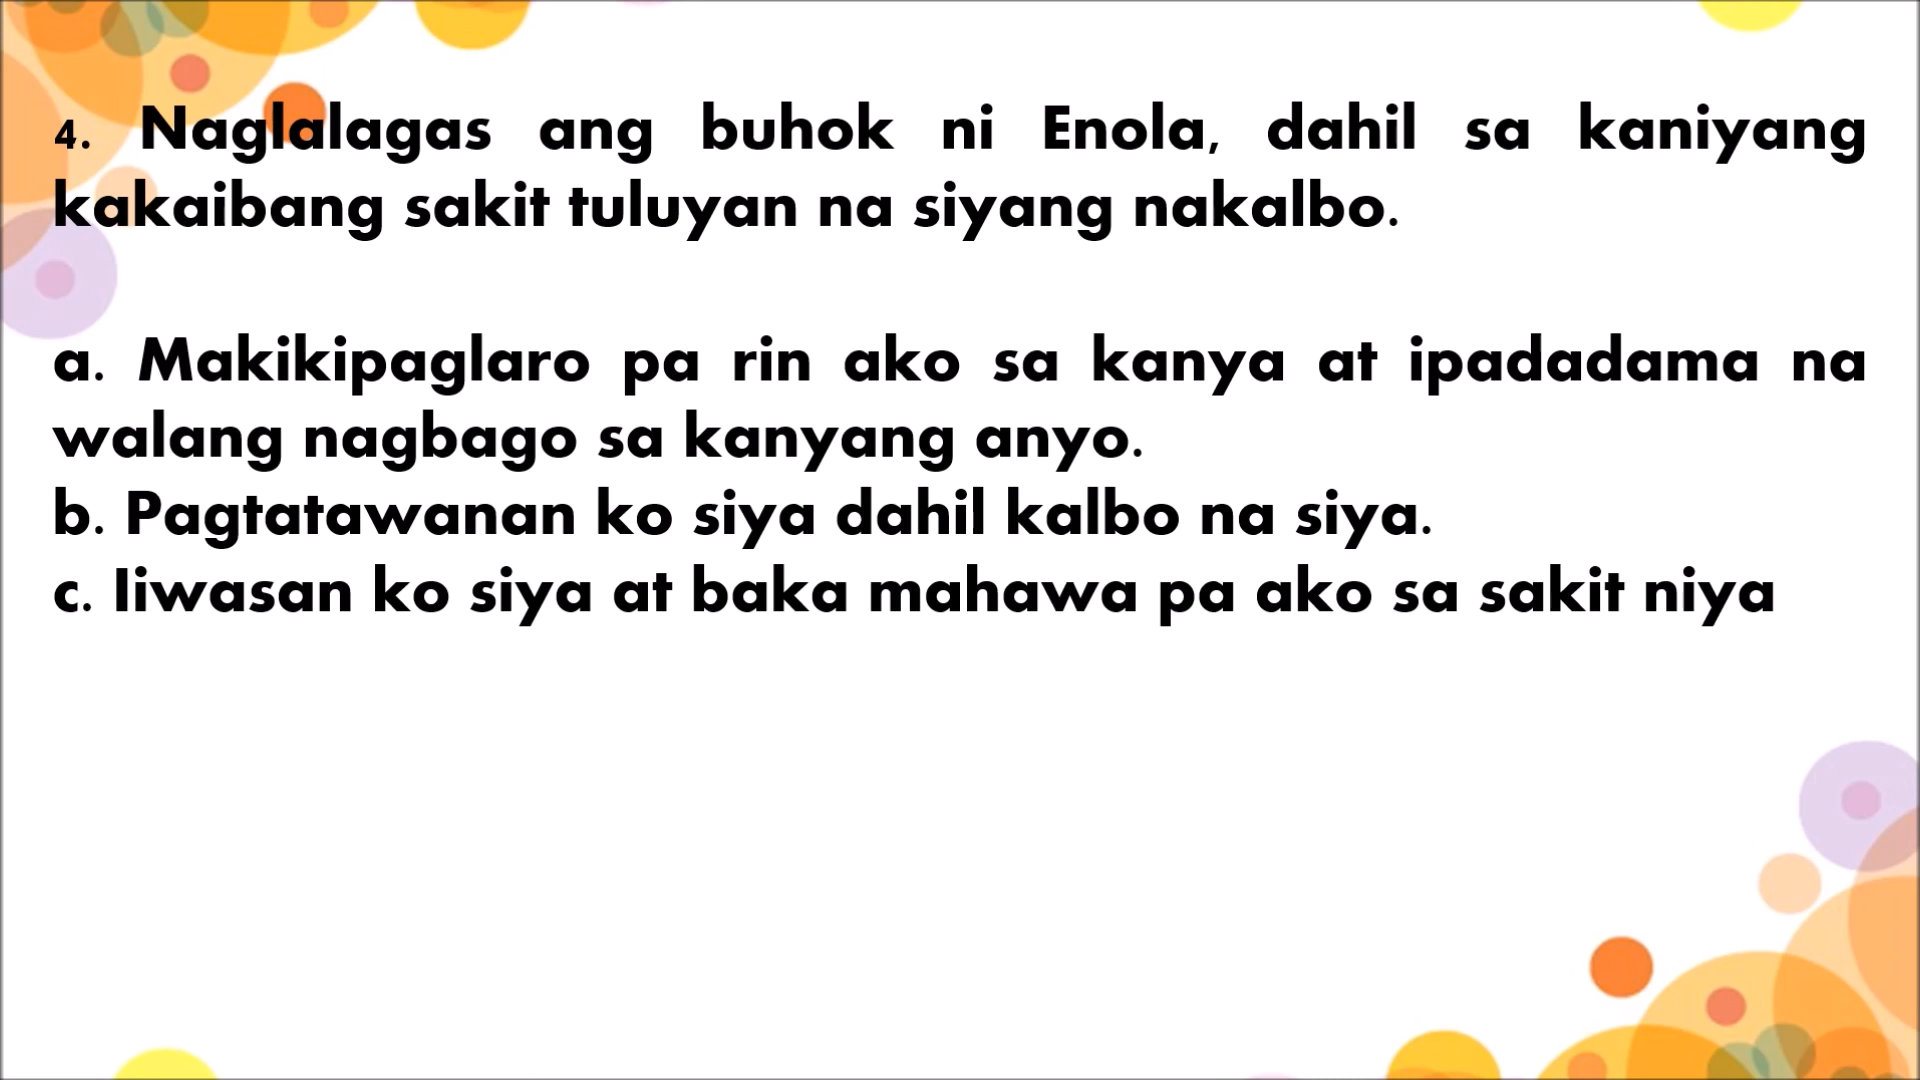 4. Naglalagas ang buhok ni Enola, dahil sa kaniyang
kakaibang sakit tuluyan na siyang nakalbo.
a. Makikipaglaro pa rin ako sa kanya at ipadadama na
walang nagbago sa kanyang anyo.
b. Pagtatawanan ko siya dahil kalbo na siya.
c. Iiwasan ko siya at baka mahawa pa ako sa sakit niya